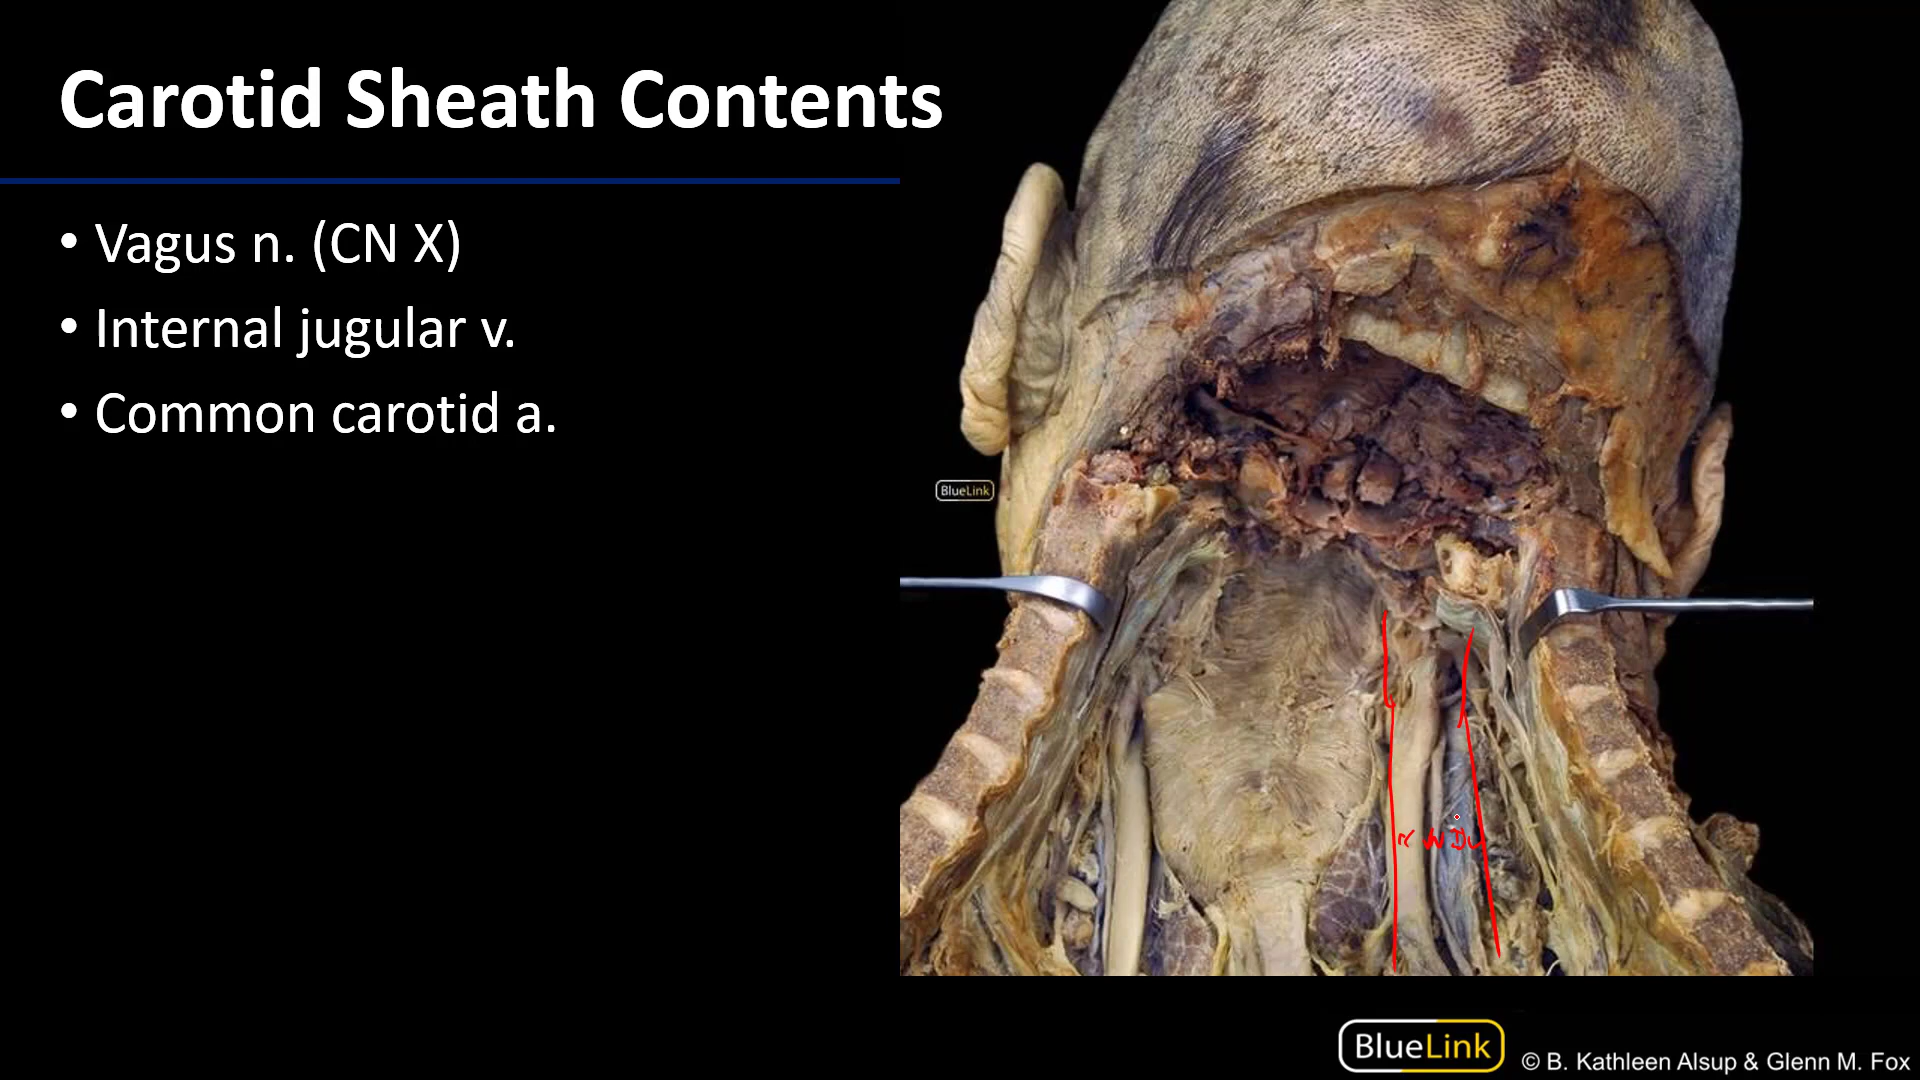 Carotid Sheath Contents
• Vagus n. (CN X)
• Internal jugular v.
• Common carotid a.
BlueLink
BlueLink
© B. Kathleen Alsup & Glenn M. Fox